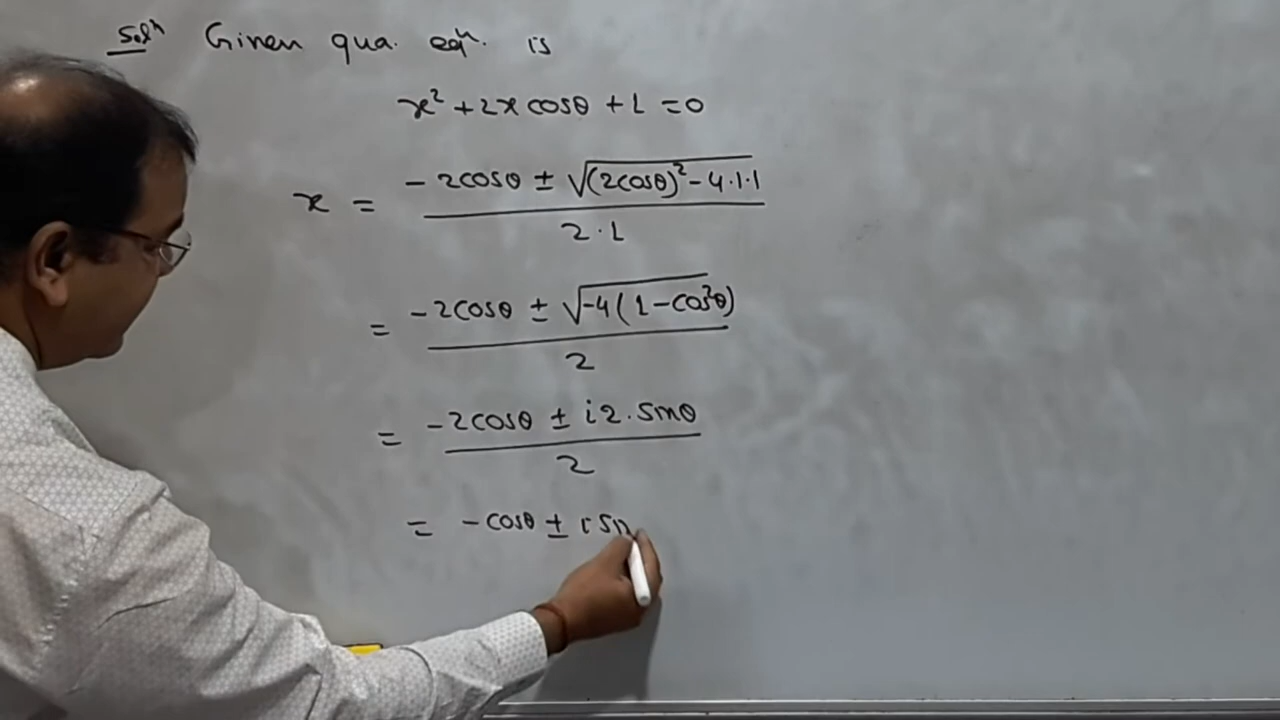 Solⁿ Given qua. eqⁿ. is
x² + 2x cosθ + 1 = 0
x = (-2cosθ ± √((2cosθ)² - 4·1·1)) / (2·1)
= (-2cosθ ± √(-4(1-cos²θ))) / 2
= (-2cosθ ± i2.sinθ) / 2
= -cosθ ± i sin